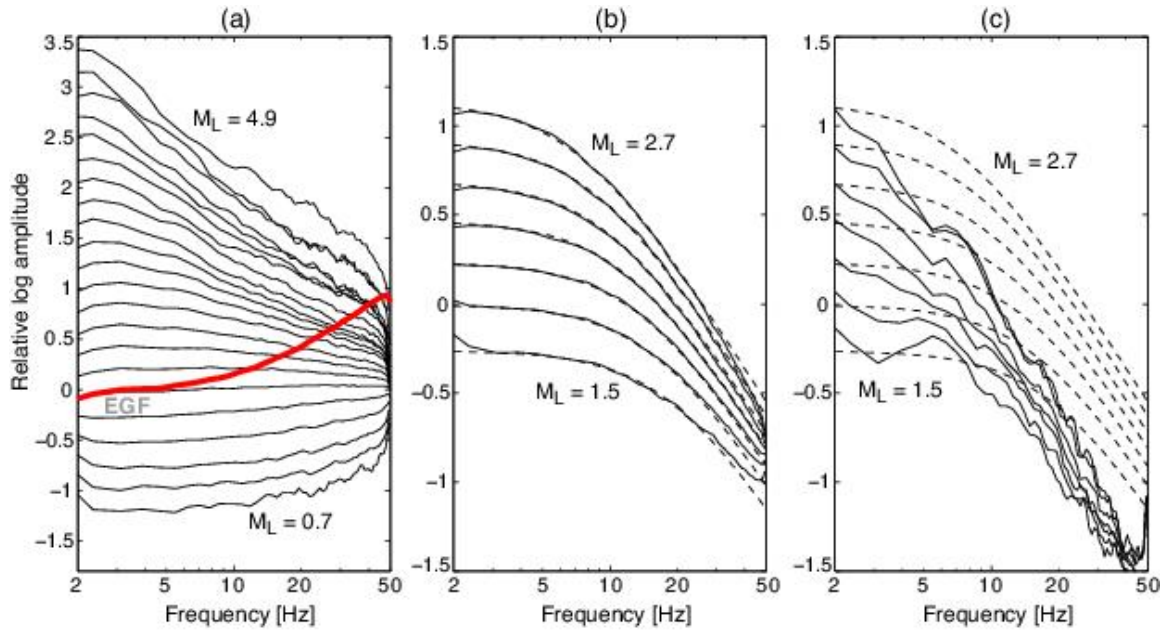 (a)
Relative log amplitude
3.5
3
2.5
2
1.5
1
0.5
0
−0.5
−1
−1.5
M_L = 4.9
EGF
M_L = 0.7
2 5 10 20 50
Frequency [Hz]
(b)
1.5
1
0.5
0
−0.5
−1
−1.5
M_L = 2.7
M_L = 1.5
2 5 10 20 50
Frequency [Hz]
(c)
1.5
1
0.5
0
−0.5
−1
−1.5
M_L = 2.7
M_L = 1.5
2 5 10 20 50
Frequency [Hz]